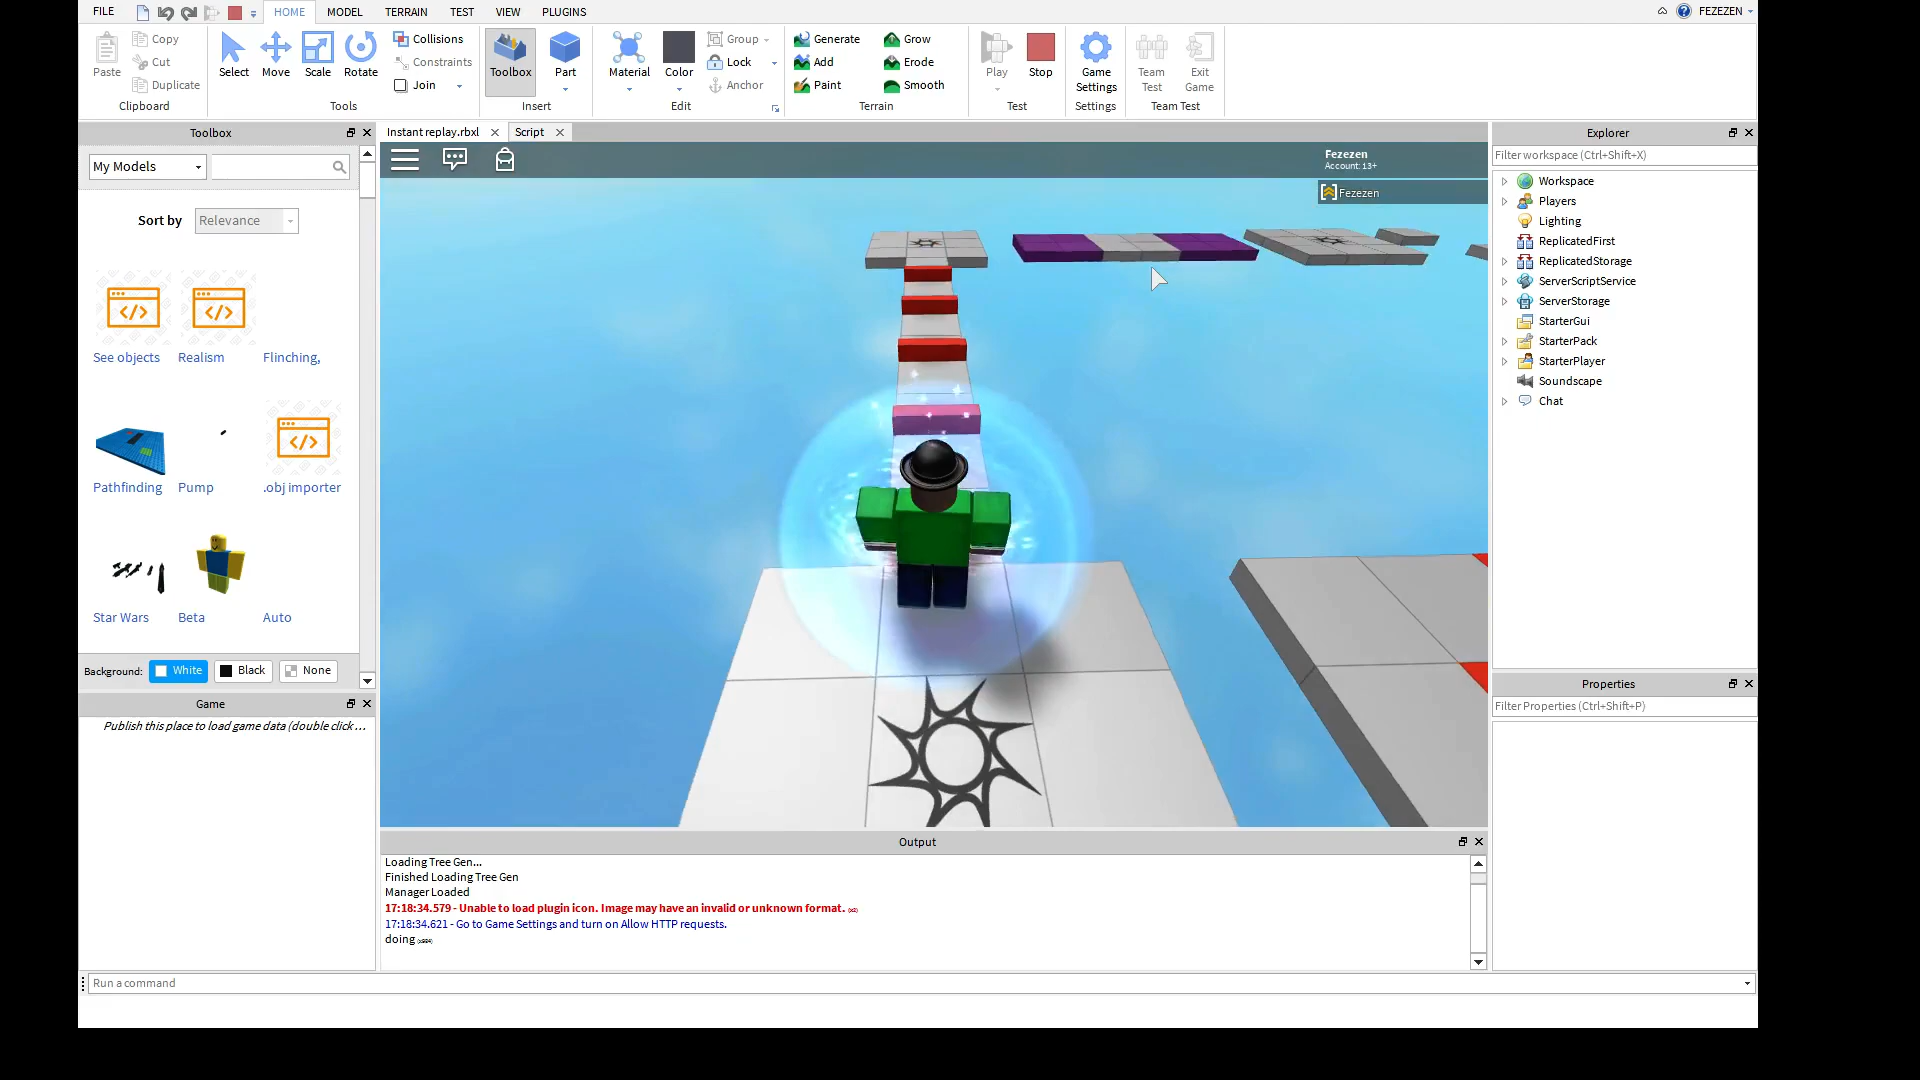 FILE HOME MODEL TERRAIN TEST VIEW PLUGINS FEZEZEN
Paste Copy Cut Duplicate Clipboard
Select Move Scale Rotate Collisions Constraints Join Tools
Toolbox Part Insert
Material Color Group Lock Anchor Edit
Generate Add Paint Grow Erode Smooth Terrain
Play Stop Test
Game Settings Settings
Team Test Exit Game Team Test
Toolbox
My Models
Sort by Relevance
See objects Realism Flinching,
Pathfinding Pump .obj importer
Star Wars Beta Auto
Background: White Black None
Game
Publish this place to load game data (double click ...
Instant replay.rbxl Script
Fezezen
Account: 13+
Fezezen
Output
Loading Tree Gen...
Finished Loading Tree Gen
Manager Loaded
17:18:34.579 - Unable to load plugin icon. Image may have an invalid or unknown format. (x2)
17:18:34.621 - Go to Game Settings and turn on Allow HTTP requests.
doing
Explorer
Filter workspace (Ctrl+Shift+X)
Workspace
Players
Lighting
ReplicatedFirst
ReplicatedStorage
ServerScriptService
ServerStorage
StarterGui
StarterPack
StarterPlayer
Soundscape
Chat
Properties
Filter Properties (Ctrl+Shift+P)
Run a command